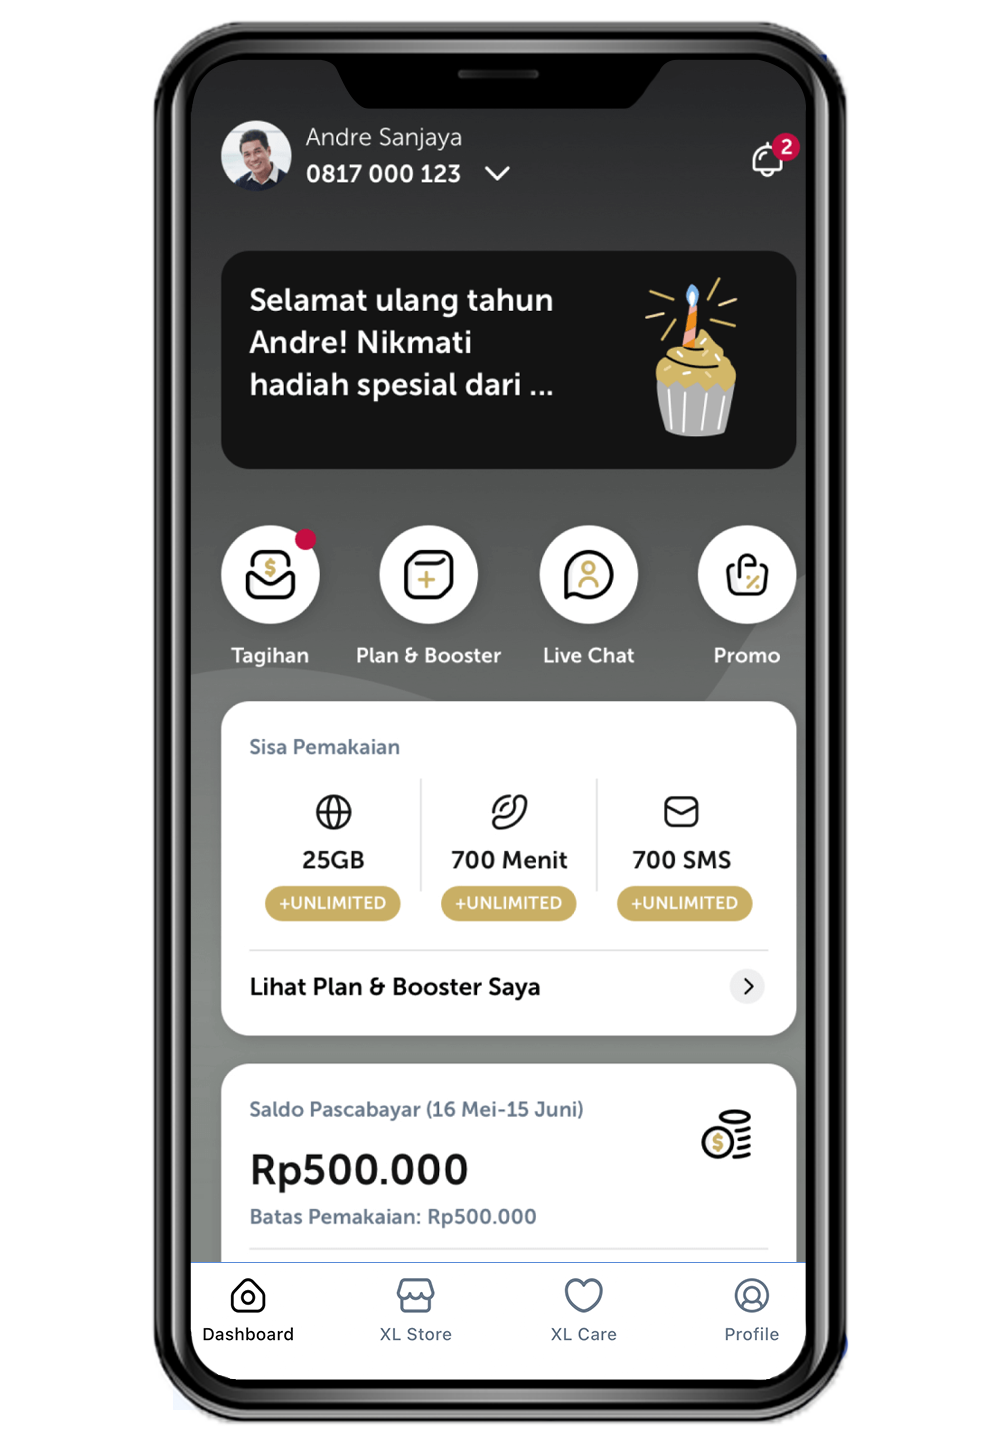 Andre Sanjaya
0817 000 123
2
Selamat ulang tahun
Andre! Nikmati
hadiah spesial dari ...
Tagihan
Plan & Booster
Live Chat
Promo
Sisa Pemakaian
25GB
700 Menit
700 SMS
+UNLIMITED
+UNLIMITED
+UNLIMITED
Lihat Plan & Booster Saya
Saldo Pascabayar (16 Mei-15 Juni)
Rp500.000
Batas Pemakaian: Rp500.000
Dashboard
XL Store
XL Care
Profile